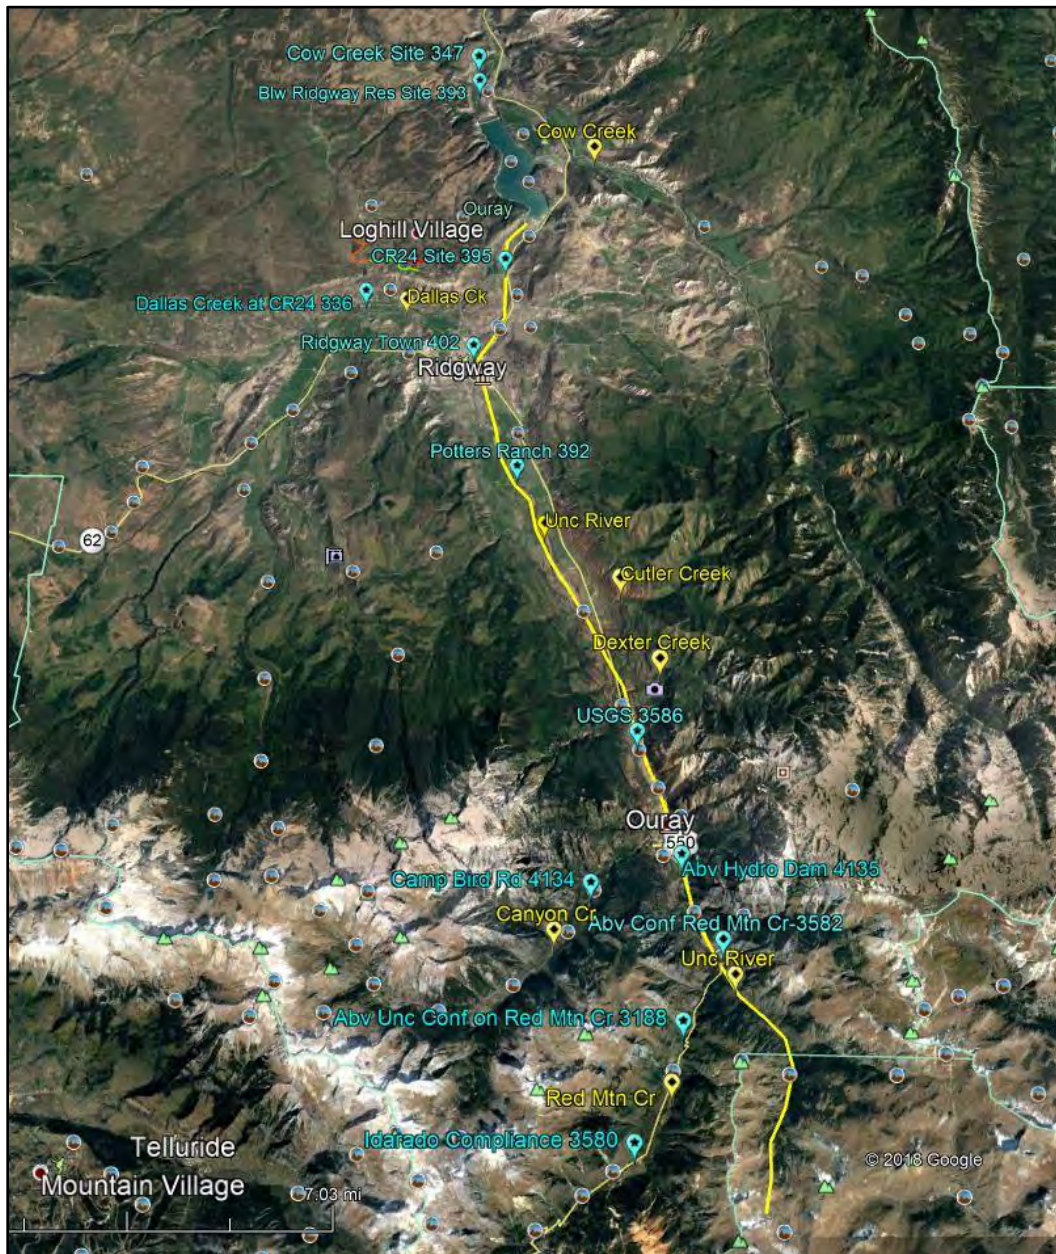 Cow Creek Site 347
Blw Ridgway Res Site 393
Cow Creek
Ouray
Loghill Village
CR24 Site 395
Dallas Creek at CR24 336
Dallas Ck
Ridgway Town 402
Ridgway
Potters Ranch 392
Unc River
62
Cutler Creek
Dexter Creek
USGS 3586
Ouray
550
Abv Hydro Dam 4135
Camp Bird Rd 4134
Canyon Cr
Abv Conf Red Mtn Cr-3582
Unc River
Abv Unc Conf on Red Mtn Cr 3188
Red Mtn Cr
Idarado Compliance 3580
Telluride
© 2018 Google
Mountain Village
7.03 mi